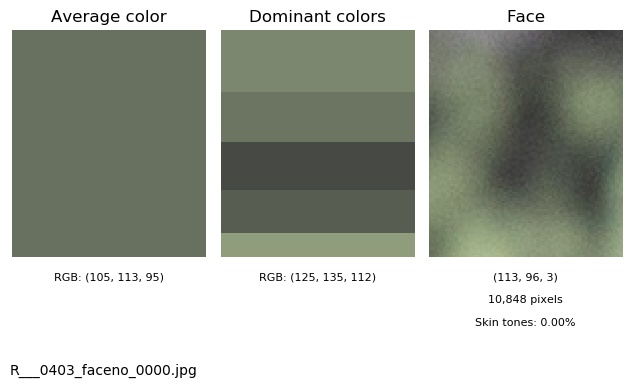 Average color
Dominant colors
Face
RGB: (105, 113, 95)
RGB: (125, 135, 112)
(113, 96, 3)
10,848 pixels
Skin tones: 0.00%
R___0403_faceno_0000.jpg